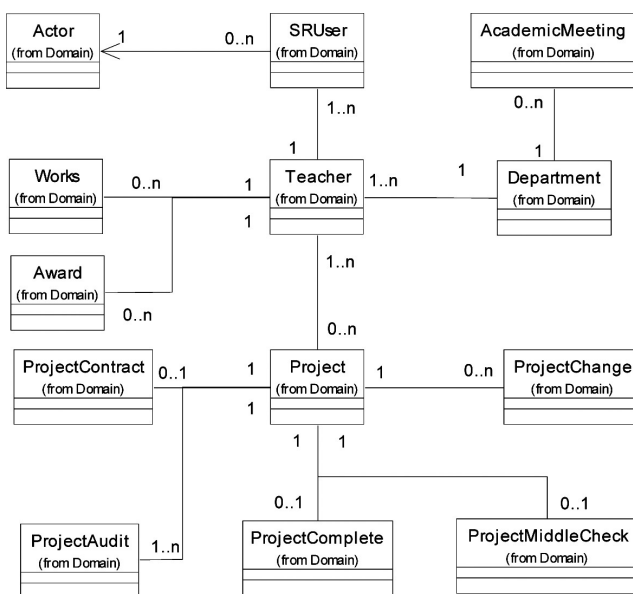 Actor
(from Domain)
1
0..n
SRUser
(from Domain)
AcademicMeeting
(from Domain)
1..n
0..n
1
1
Works
(from Domain)
0..n
1
Teacher
(from Domain)
1..n
1
Department
(from Domain)
1
Award
(from Domain)
0..n
1..n
0..n
ProjectContract
(from Domain)
0..1
1
Project
(from Domain)
1
0..n
ProjectChange
(from Domain)
1
1
1
0..1
0..1
ProjectAudit
(from Domain)
1..n
ProjectComplete
(from Domain)
ProjectMiddleCheck
(from Domain)